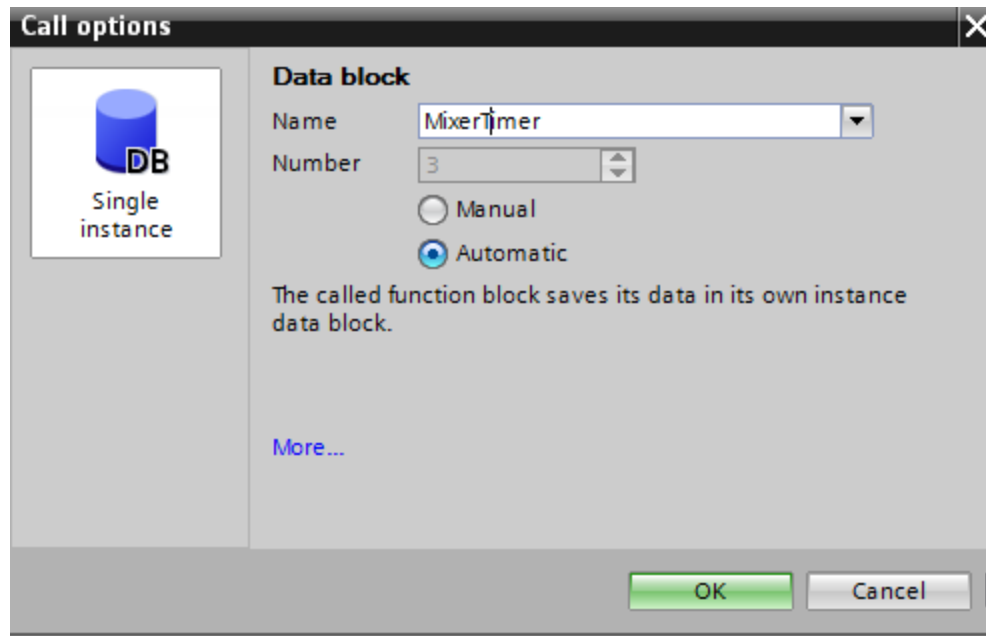 Call options
DB
Single
instance
Data block
Name MixerTimer
Number 3
Manual
Automatic
The called function block saves its data in its own instance
data block.
More...
OK Cancel